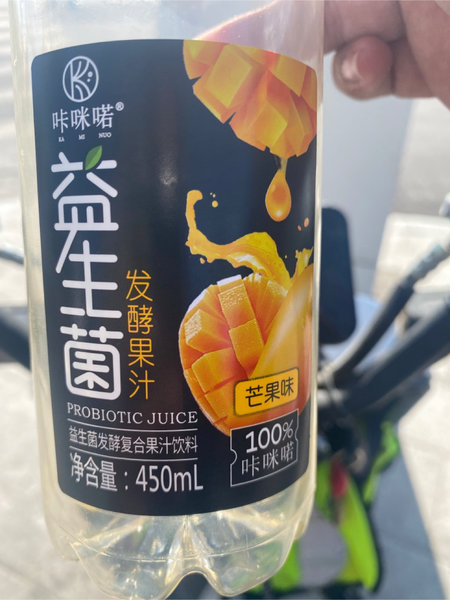 咔咪喏®
KA MI NUO
益生菌
发酵果汁
PROBIOTIC JUICE
益生菌发酵复合果汁饮料
净含量：450mL
芒果味
100%
咔咪喏